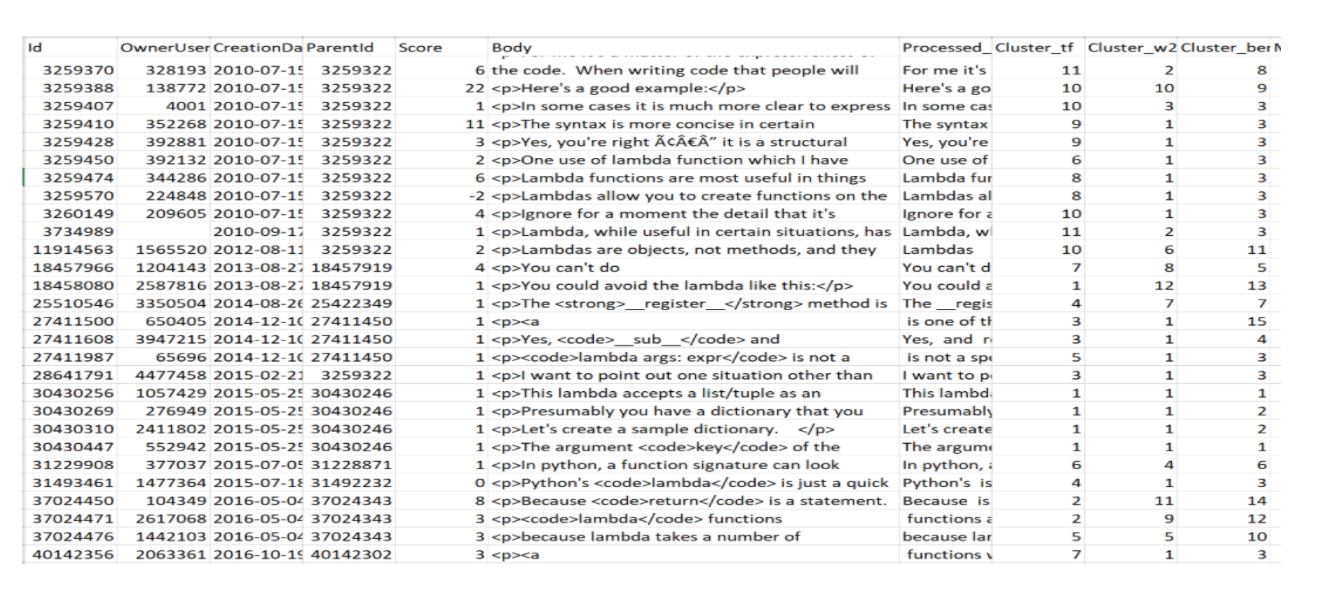 Id OwnerUser CreationDa ParentId Score Body Processed_ Cluster_tf Cluster_w2 Cluster_ber
3259370 328193 2010-07-15 3259322 6 the code. When writing code that people will For me it's 11 2 8
3259388 138772 2010-07-15 3259322 22 <p>Here's a good example:</p> Here's a go 10 10 9
3259407 4001 2010-07-15 3259322 1 <p>In some cases it is much more clear to express In some cas 10 3 3
3259410 352268 2010-07-15 3259322 11 <p>The syntax is more concise in certain The syntax 9 1 3
3259428 392881 2010-07-15 3259322 3 <p>Yes, you're right Ã¢Â€Â” it is a structural Yes, you're 9 1 3
3259450 392132 2010-07-15 3259322 2 <p>One use of lambda function which I have One use of 6 1 3
3259474 344286 2010-07-15 3259322 6 <p>Lambda functions are most useful in things Lambda fur 8 1 3
3259570 224848 2010-07-15 3259322 -2 <p>Lambdas allow you to create functions on the Lambdas al 8 1 3
3260149 209605 2010-07-15 3259322 4 <p>Ignore for a moment the detail that it's Ignore for a 10 1 3
3734989 2010-09-17 3259322 1 <p>Lambda, while useful in certain situations, has Lambda, w 11 2 3
11914563 1565520 2012-08-11 3259322 2 <p>Lambdas are objects, not methods, and they Lambdas 10 6 11
18457966 1204143 2013-08-27 18457919 4 <p>You can't do You can't d 7 8 5
18458080 2587816 2013-08-27 18457919 1 <p>You could avoid the lambda like this:</p> You could a 1 12 13
25510546 3350504 2014-08-26 25422349 1 <p>The <strong>__register__</strong> method is The __regis 4 7 7
27411500 650405 2014-12-10 27411450 1 <p><a is one of th 3 1 15
27411608 3947215 2014-12-10 27411450 1 <p>Yes, <code>__sub__</code> and Yes, and r 3 1 4
27411987 65696 2014-12-10 27411450 1 <p><code>lambda args: expr</code> is not a is not a spe 5 1 3
28641791 4477458 2015-02-21 3259322 1 <p>I want to point out one situation other than I want to p 3 1 3
30430256 1057429 2015-05-25 30430246 1 <p>This lambda accepts a list/tuple as an This lambd 1 1 1
30430269 276949 2015-05-25 30430246 1 <p>Presumably you have a dictionary that you Presumably 1 1 2
30430310 2411802 2015-05-25 30430246 1 <p>Let's create a sample dictionary. </p> Let's create 1 1 2
30430447 552942 2015-05-25 30430246 1 <p>The argument <code>key</code> of the The argume 1 1 1
31229908 377037 2015-07-05 31228871 1 <p>In python, a function signature can look In python, a 6 4 6
31493461 1477364 2015-07-18 31492232 0 <p>Python's <code>lambda</code> is just a quick Python's is 4 1 3
37024450 104349 2016-05-04 37024343 8 <p>Because <code>return</code> is a statement. Because is 2 11 14
37024471 2617068 2016-05-04 37024343 3 <p><code>lambda</code> functions functions a 2 9 12
37024476 1442103 2016-05-04 37024343 3 <p>because lambda takes a number of because lar 5 5 10
40142356 2063361 2016-10-19 40142302 3 <p><a functions v 7 1 3